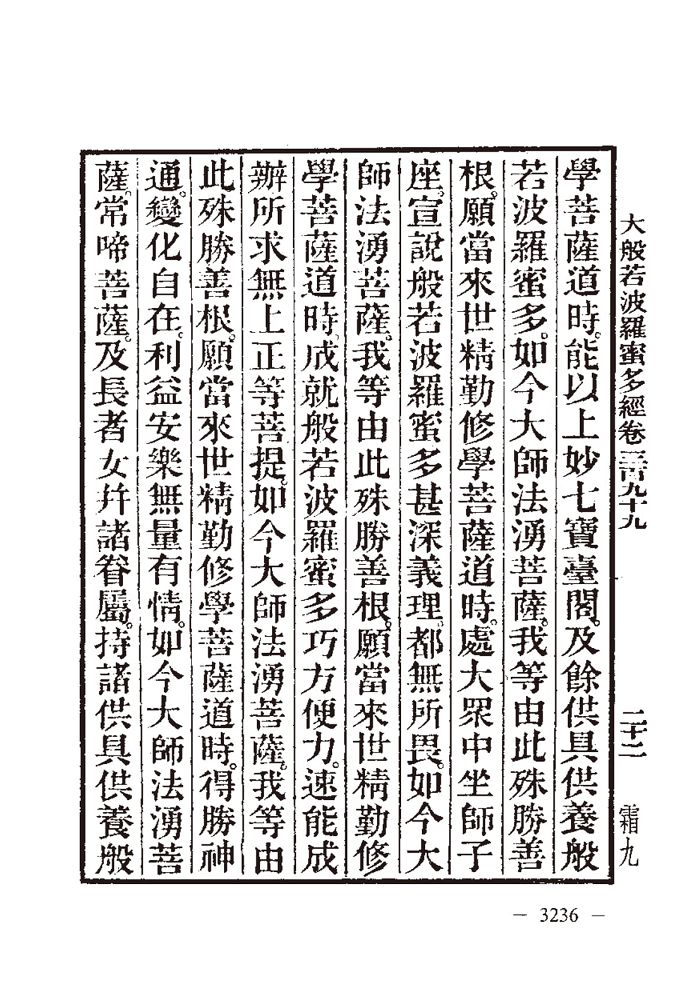 大般若波羅蜜多經卷三百九十九
二十二
霜九
學菩薩道時。能以上妙七寶臺閣。及餘供具供養般
若波羅蜜多。如今大師法湧菩薩。我等由此殊勝善
根。願當來世精勤修學菩薩道時。處大眾中坐師子
座。宣說般若波羅蜜多甚深義理。都無所畏。如今大
師法湧菩薩。我等由此殊勝善根。願當來世精勤修
學菩薩道時。成就般若波羅蜜多巧方便力。速能成
辦所求無上正等菩提。如今大師法湧菩薩。我等由
此殊勝善根。願當來世精勤修學菩薩道時。得勝神
通。變化自在。利益安樂無量有情。如今大師法湧菩
薩。常啼菩薩。及長者女幷諸眷屬。持諸供具供養般
— 3236 —